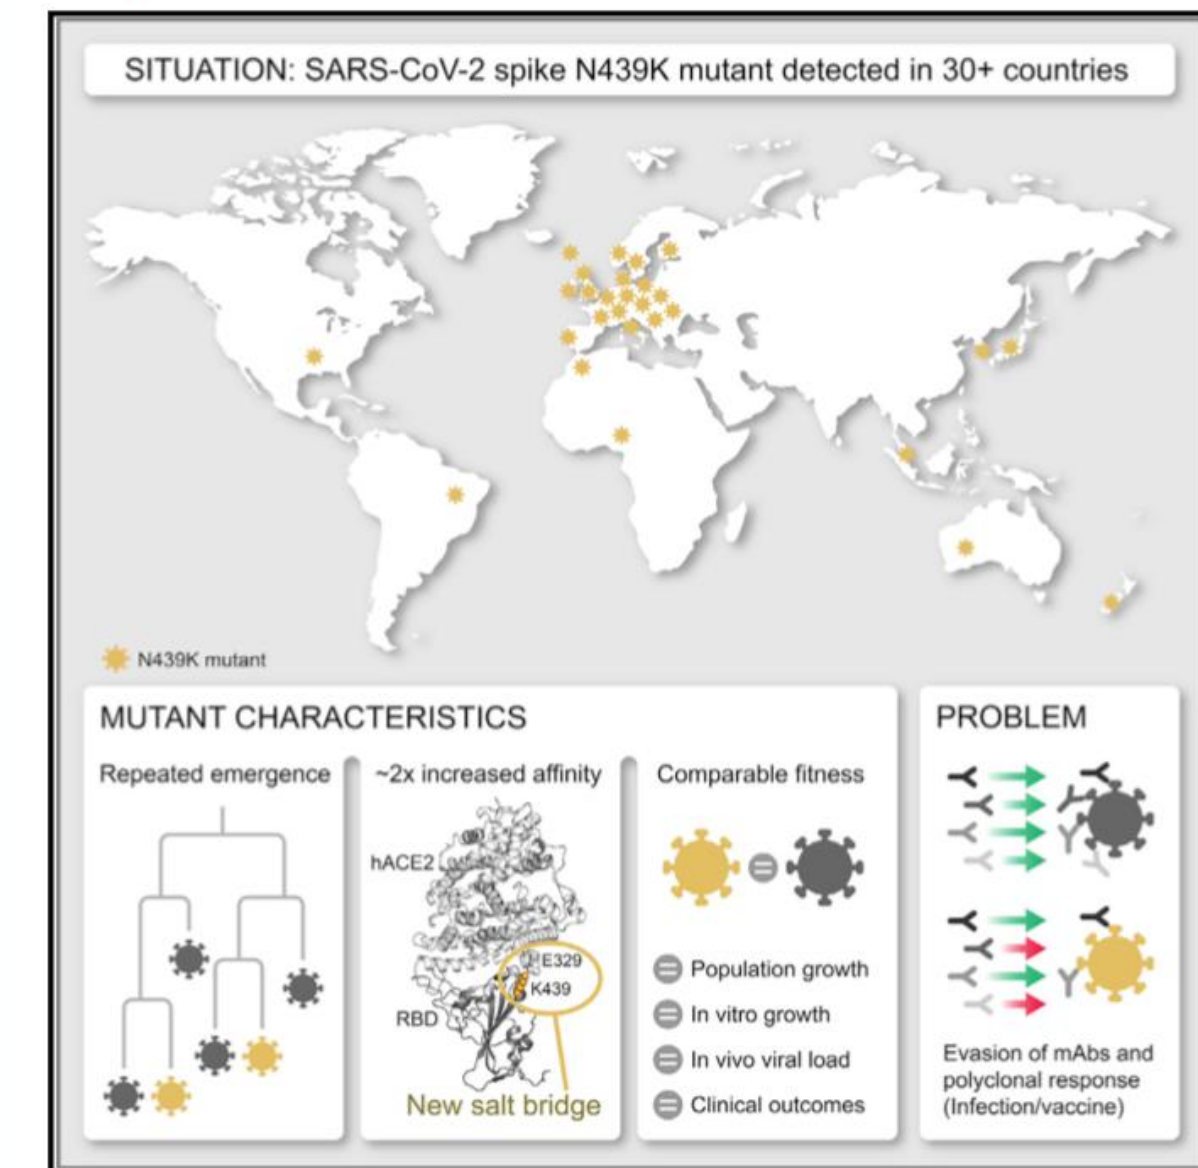 SITUATION: SARS-CoV-2 spike N439K mutant detected in 30+ countries
N439K mutant
MUTANT CHARACTERISTICS
Repeated emergence
~2x increased affinity
hACE2
E329
K439
RBD
New salt bridge
Comparable fitness
Population growth
In vitro growth
In vivo viral load
Clinical outcomes
PROBLEM
Evasion of mAbs and
polyclonal response
(Infection/vaccine)